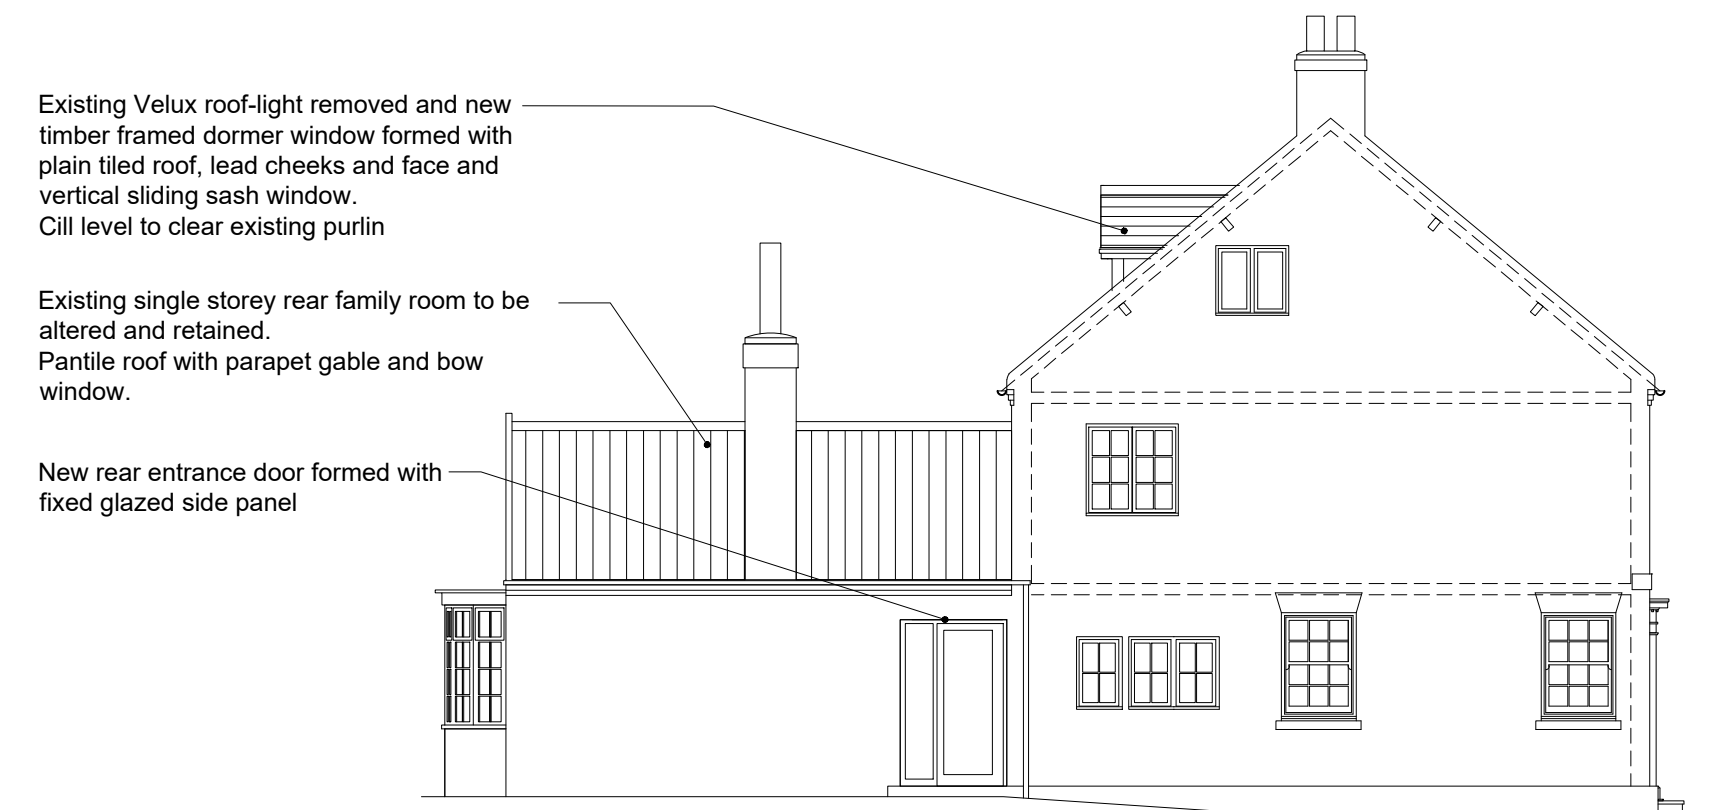 Existing Velux roof-light removed and new
timber framed dormer window formed with
plain tiled roof, lead cheeks and face and
vertical sliding sash window.
Cill level to clear existing purlin
Existing single storey rear family room to be
altered and retained.
Pantile roof with parapet gable and bow
window.
New rear entrance door formed with
fixed glazed side panel